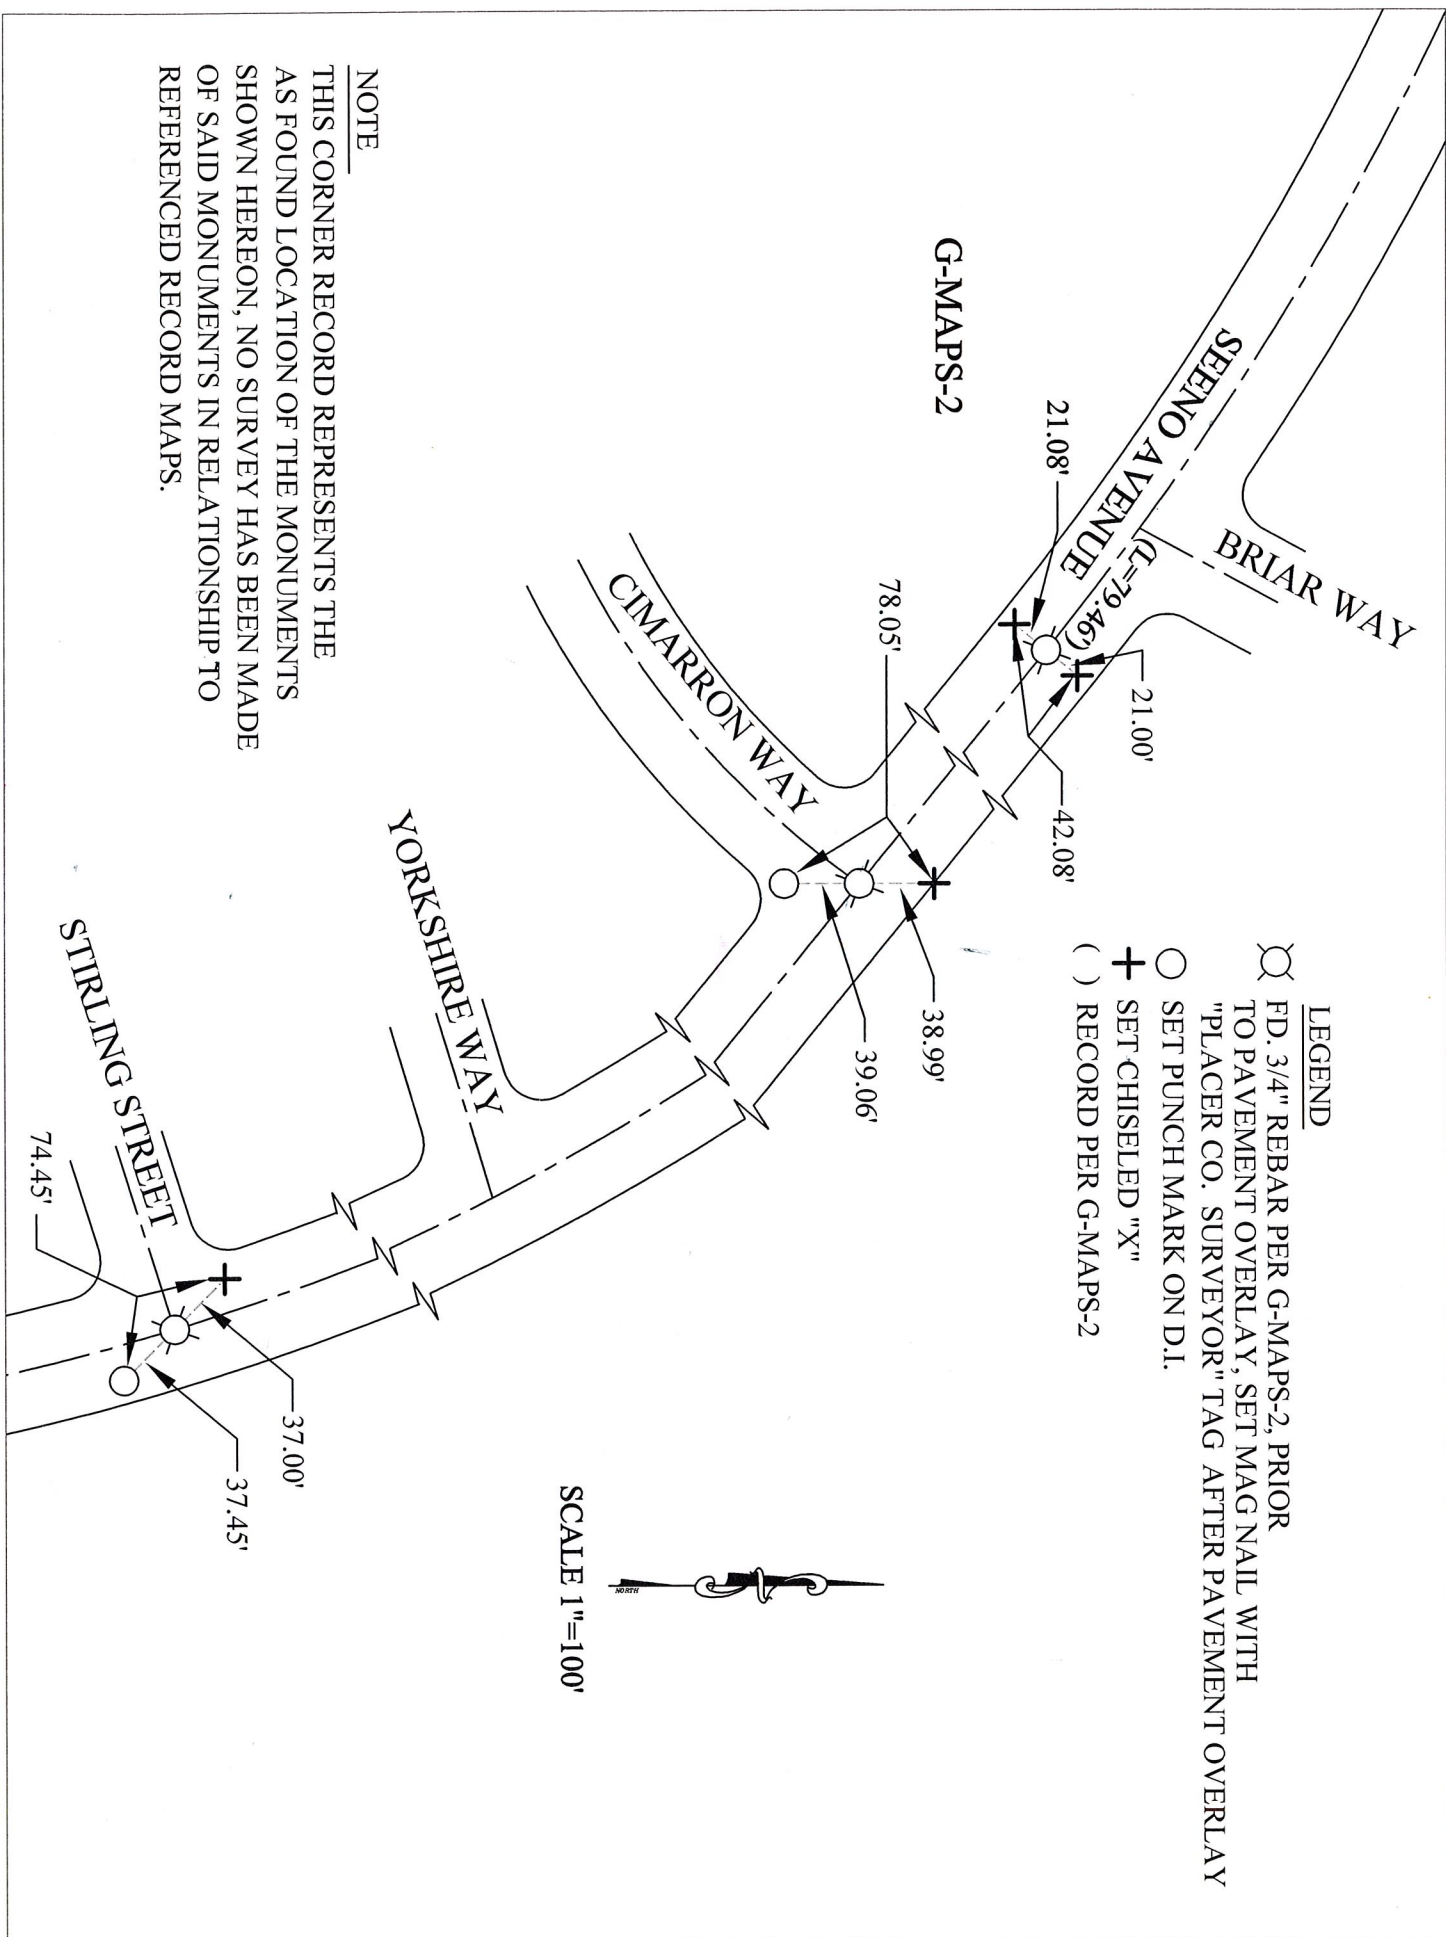 LEGEND
FD. 3/4" REBAR PER G-MAPS-2, PRIOR
TO PAVEMENT OVERLAY, SET MAG NAIL WITH
"PLACER CO. SURVEYOR" TAG AFTER PAVEMENT OVERLAY
SET PUNCH MARK ON D.I.
SET CHISELED "X"
( ) RECORD PER G-MAPS-2
BRIAR WAY
SEENO AVENUE
(L=79.46')
21.00'
21.08'
42.08'
G-MAPS-2
78.05'
38.99'
39.06'
CIMARRON WAY
YORKSHIRE WAY
STIRLING STREET
37.00'
37.45'
74.45'
NORTH
SCALE 1"=100'
NOTE
THIS CORNER RECORD REPRESENTS THE
AS FOUND LOCATION OF THE MONUMENTS
SHOWN HEREON, NO SURVEY HAS BEEN MADE
OF SAID MONUMENTS IN RELATIONSHIP TO
REFERENCED RECORD MAPS.